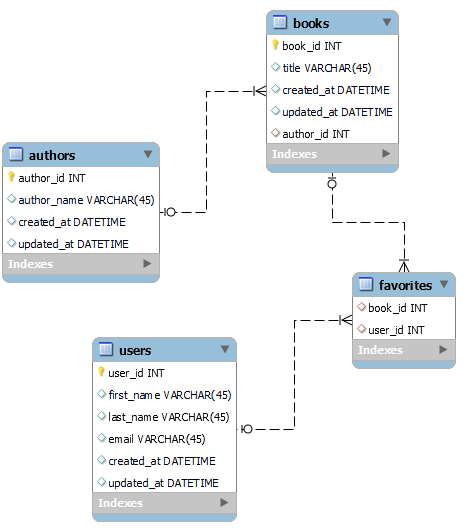 books
book_id INT
title VARCHAR(45)
created_at DATETIME
updated_at DATETIME
author_id INT
Indexes
authors
author_id INT
author_name VARCHAR(45)
created_at DATETIME
updated_at DATETIME
Indexes
favorites
book_id INT
user_id INT
Indexes
users
user_id INT
first_name VARCHAR(45)
last_name VARCHAR(45)
email VARCHAR(45)
created_at DATETIME
updated_at DATETIME
Indexes